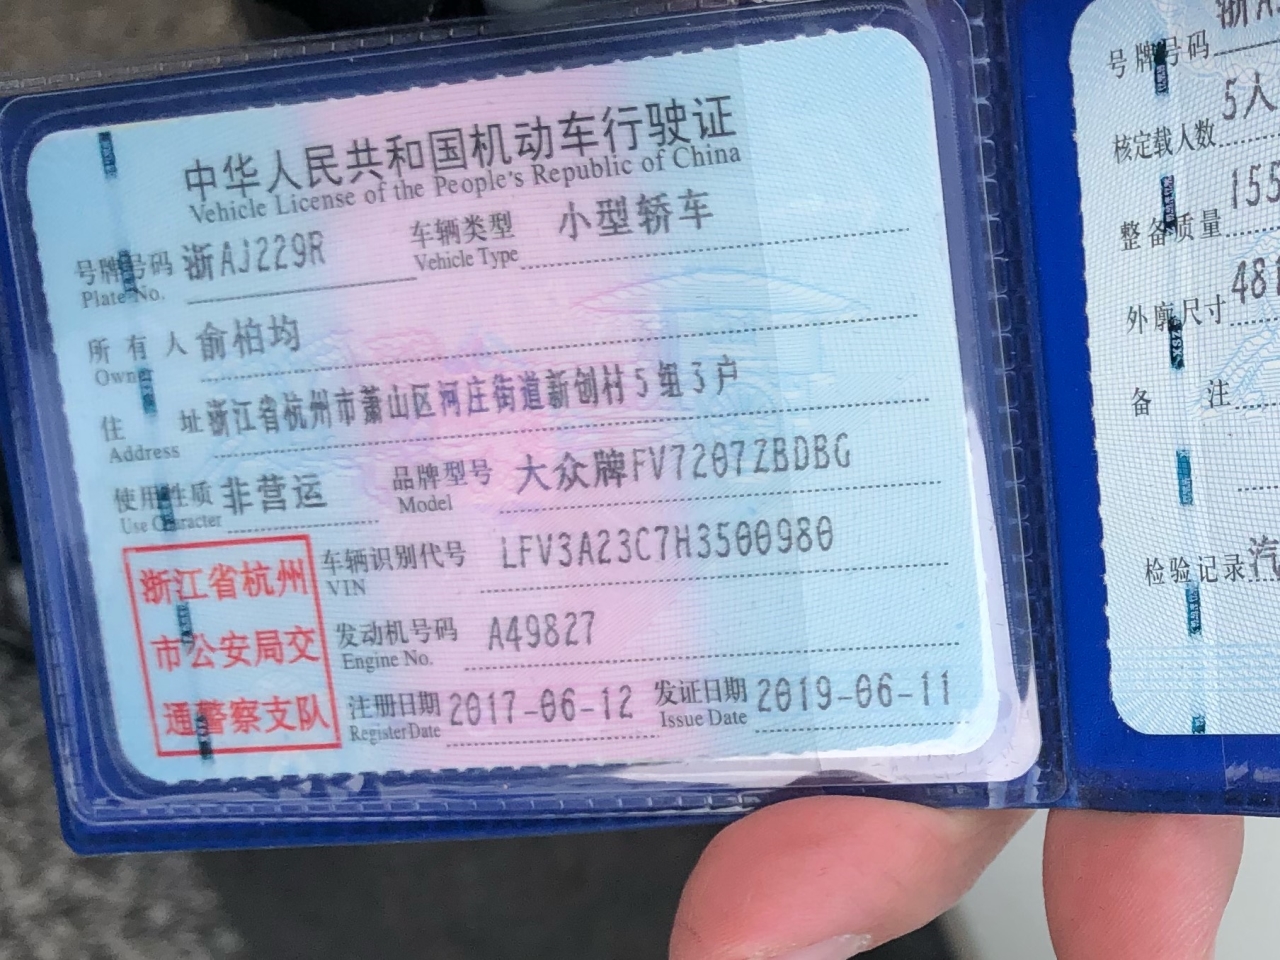 中华人民共和国机动车行驶证
Vehicle License of the People's Republic of China
号牌号码 浙AJ229R 车辆类型 小型轿车
Plate No. Vehicle Type
所有人 俞柏均
Owner
住址 浙江省杭州市萧山区河庄街道新创村5组3户
Address
使用性质 非营运 品牌型号 大众牌FV7207ZBDBG
Use Character Model
浙江省杭州
市公安局交
通警察支队
车辆识别代号 LFV3A23C7H3500980
VIN
发动机号码 A49827
Engine No.
注册日期 2017-06-12 发证日期 2019-06-11
Register Date Issue Date
号牌号码 浙A
核定载人数 5人
整备质量 155
外廓尺寸 481
备注
检验记录